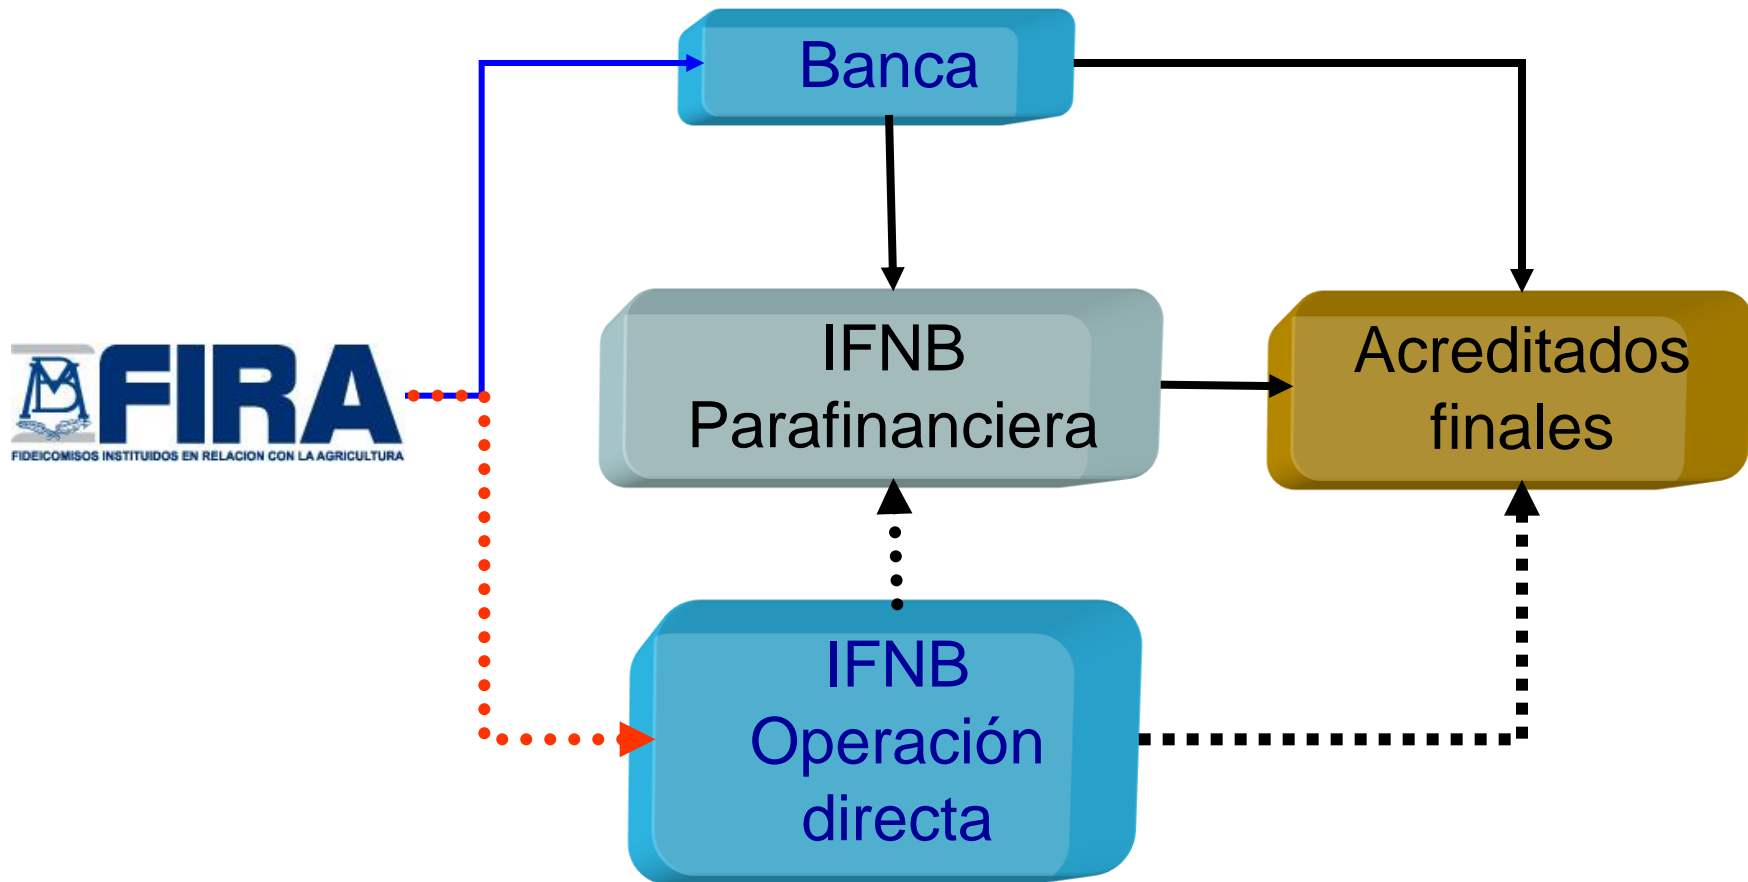 Banca
IFNB
Parafinanciera
Acreditados
finales
FIRA
FIDEICOMISOS INSTITUIDOS EN RELACION CON LA AGRICULTURA
IFNB
Operación
directa